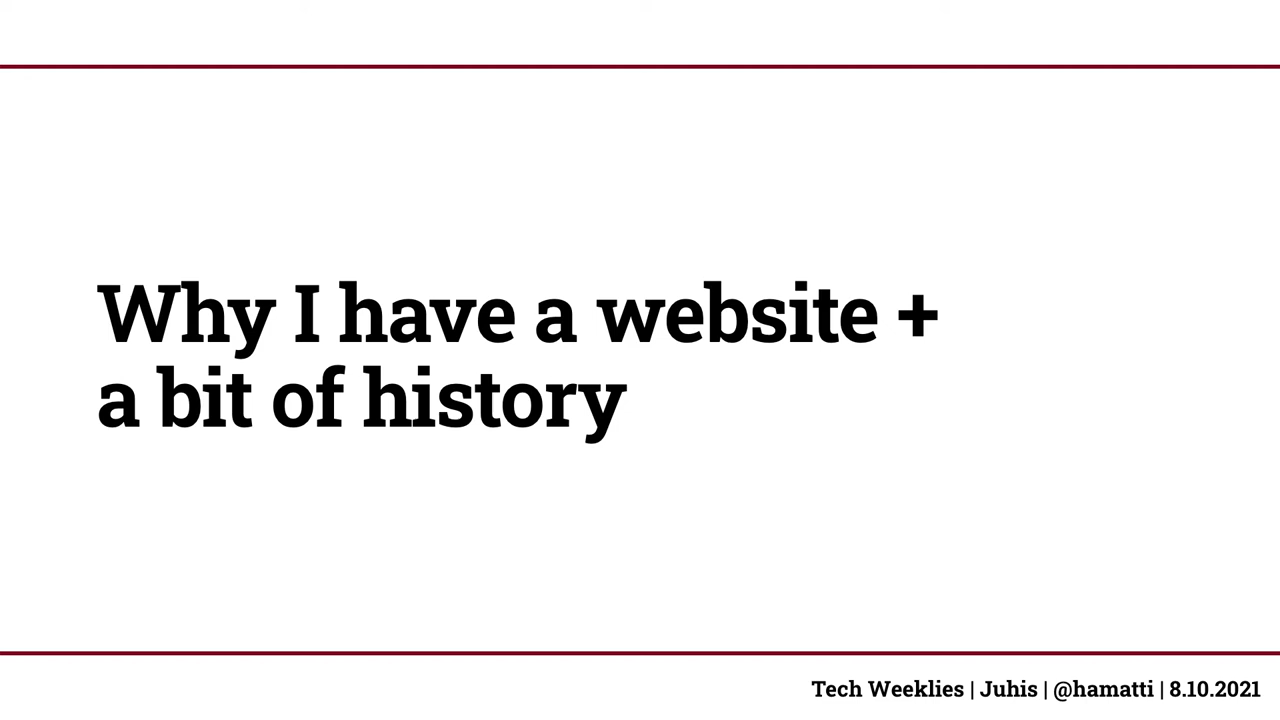 Why I have a website +
a bit of history
Tech Weeklies | Juhis | @hamatti | 8.10.2021